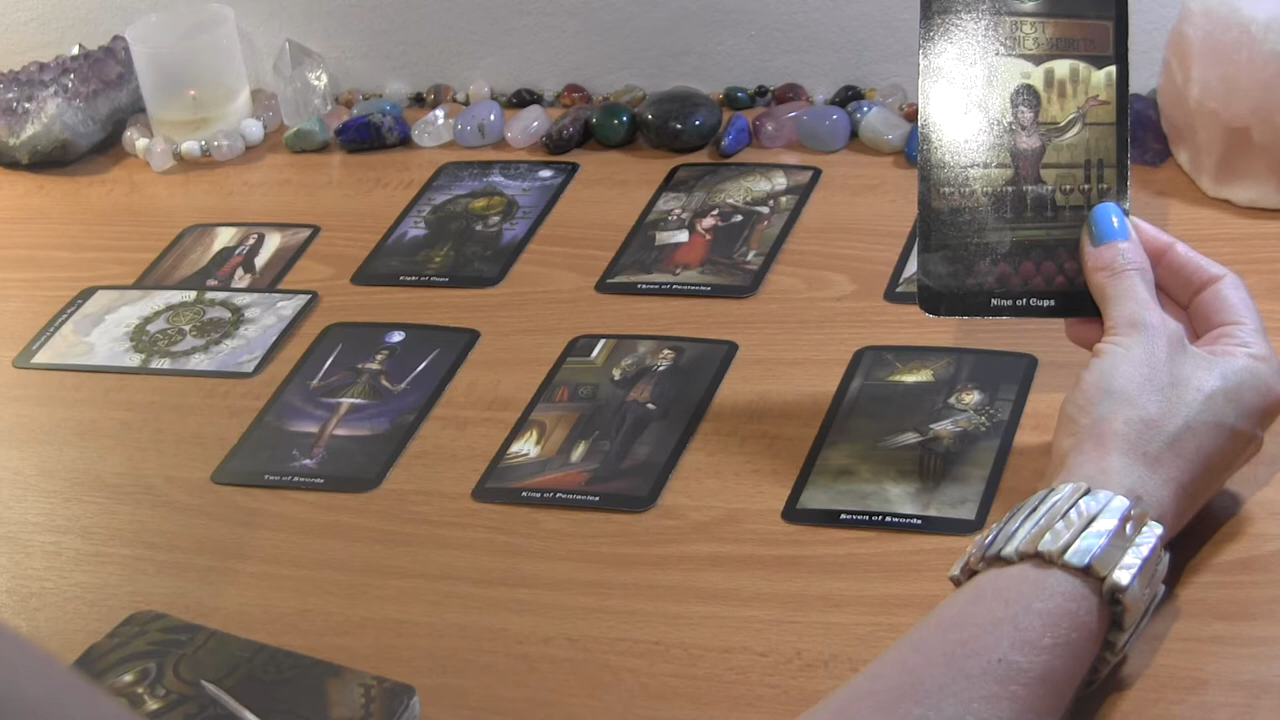 BEST
Nine of Cups
Eight of Cups
Three of Pentacles
Two of Swords
King of Pentacles
Seven of Swords